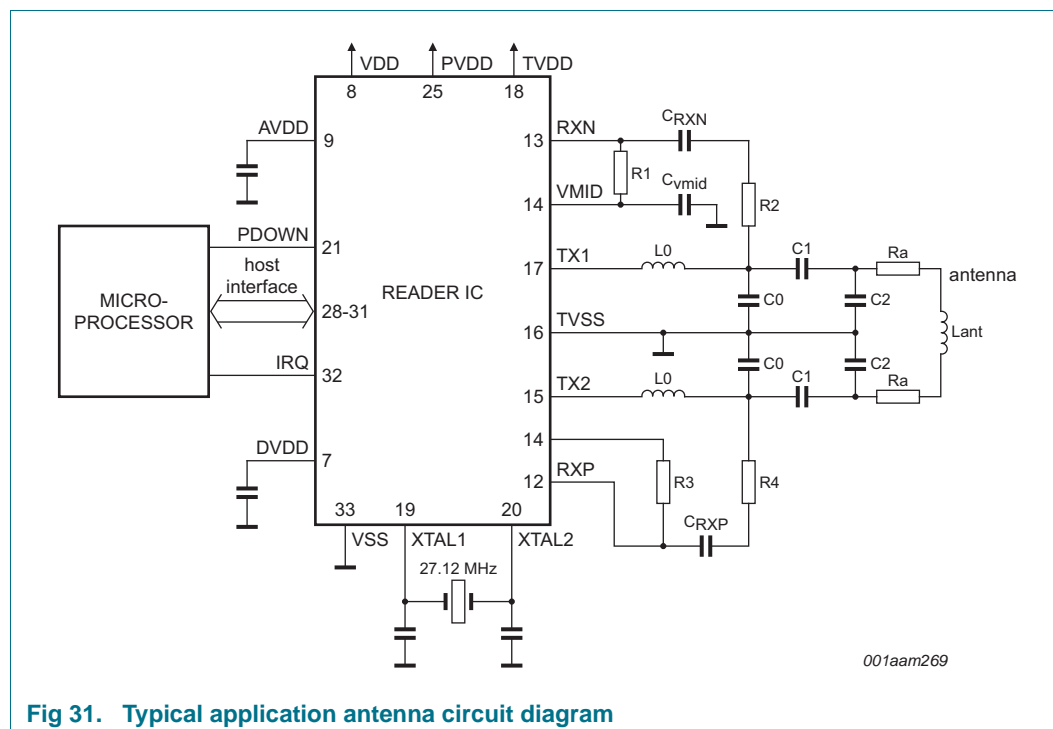 VDD PVDD TVDD
8 25 18
AVDD 9
13 RXN CRXN
R1
VMID Cvmid
14 R2
PDOWN 21
17 TX1 L0 C1 Ra
antenna
host interface
READER IC
MICRO-
PROCESSOR
28-31
C0 C2
16 TVSS Lant
IRQ 32
C0 C2
15 TX2 L0 C1 Ra
14
DVDD 7
12 RXP R3 R4
33 19 20 CRXP
VSS XTAL1 XTAL2
27.12 MHz
001aam269
Fig 31. Typical application antenna circuit diagram